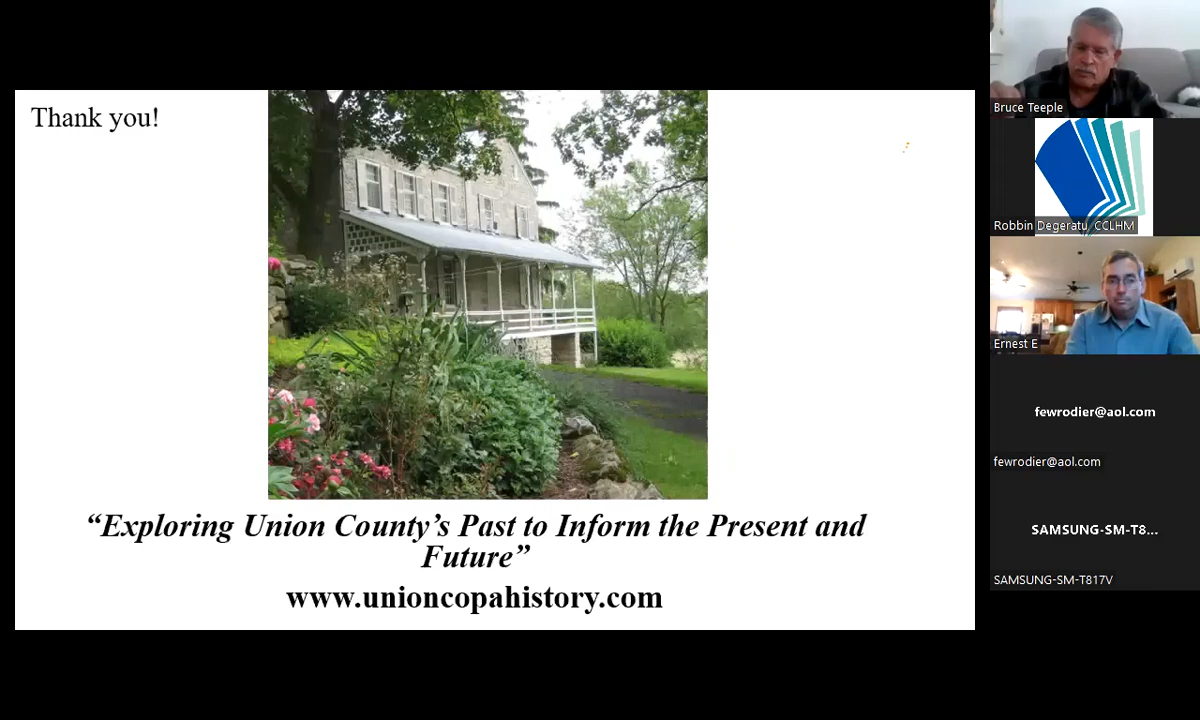 Thank you!
“Exploring Union County’s Past to Inform the Present and
Future”
www.unioncopahistory.com
Bruce Teeple
Robbin Degeratu, CCLHM
Ernest E
fewrodier@aol.com
fewrodier@aol.com
SAMSUNG-SM-T8...
SAMSUNG-SM-T817V